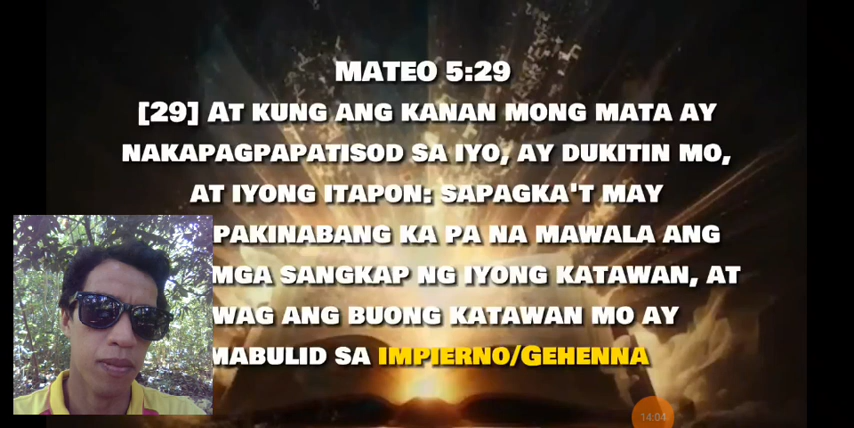 MATEO 5:29
[29] AT KUNG ANG KANAN MONG MATA AY
NAKAPAGPAPATISOD SA IYO, AY DUKITIN MO,
AT IYONG ITAPON: SAPAGKA'T MAY
PAKINABANG KA PA NA MAWALA ANG
MGA SANGKAP NG IYONG KATAWAN, AT
WAG ANG BUONG KATAWAN MO AY
MABULID SA IMPIERNO/GEHENNA
14:04